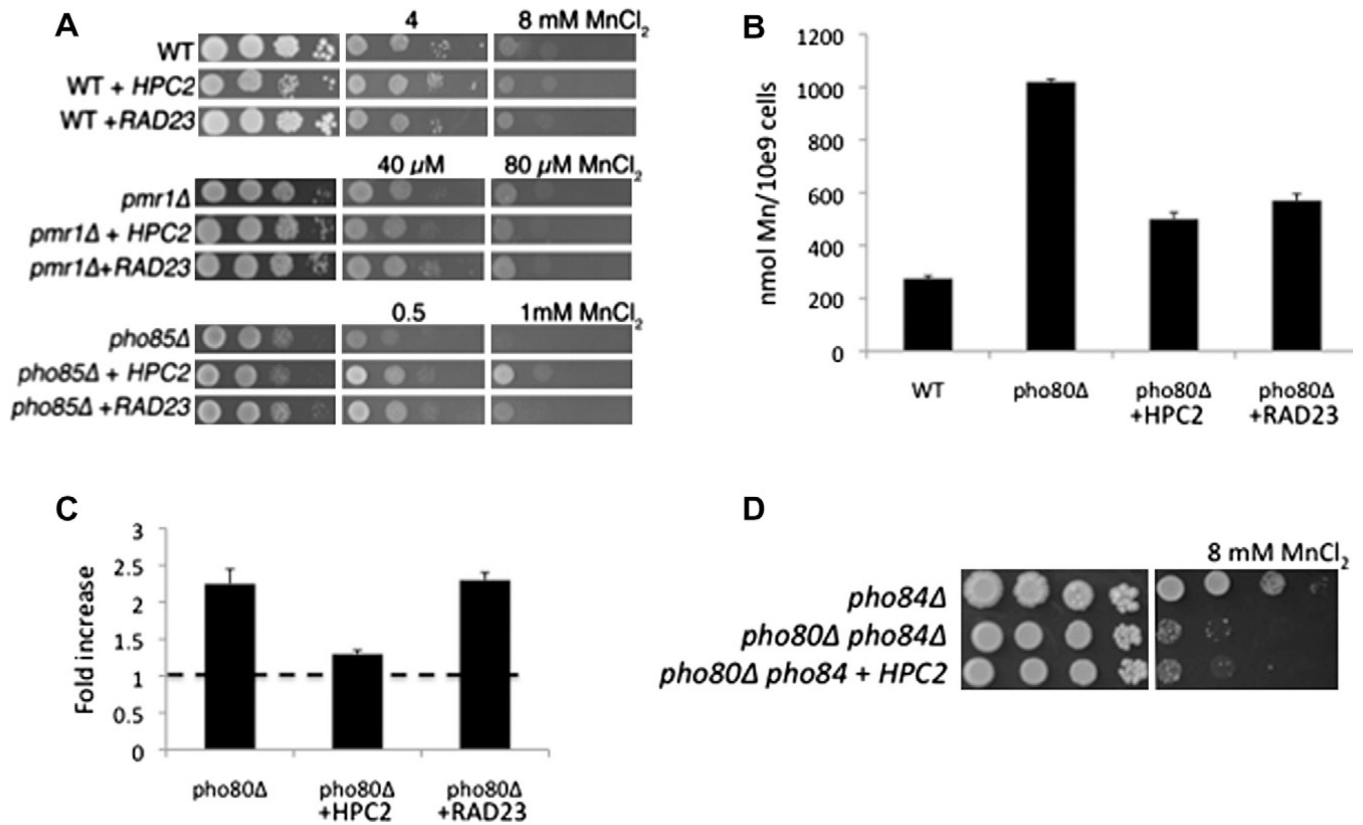 A
4
8 mM MnCl2
WT
WT + HPC2
WT +RAD23
40 µM
80 µM MnCl2
pmr1Δ
pmr1Δ + HPC2
pmr1Δ+RAD23
0.5
1mM MnCl2
pho85Δ
pho85Δ + HPC2
pho85Δ +RAD23
B
nmol Mn/10e9 cells
1200
1000
800
600
400
200
0
WT
pho80Δ
pho80Δ
+HPC2
pho80Δ
+RAD23
C
Fold increase
3
2.5
2
1.5
1
0.5
0
pho80Δ
pho80Δ
+HPC2
pho80Δ
+RAD23
D
8 mM MnCl2
pho84Δ
pho80Δ pho84Δ
pho80Δ pho84 + HPC2